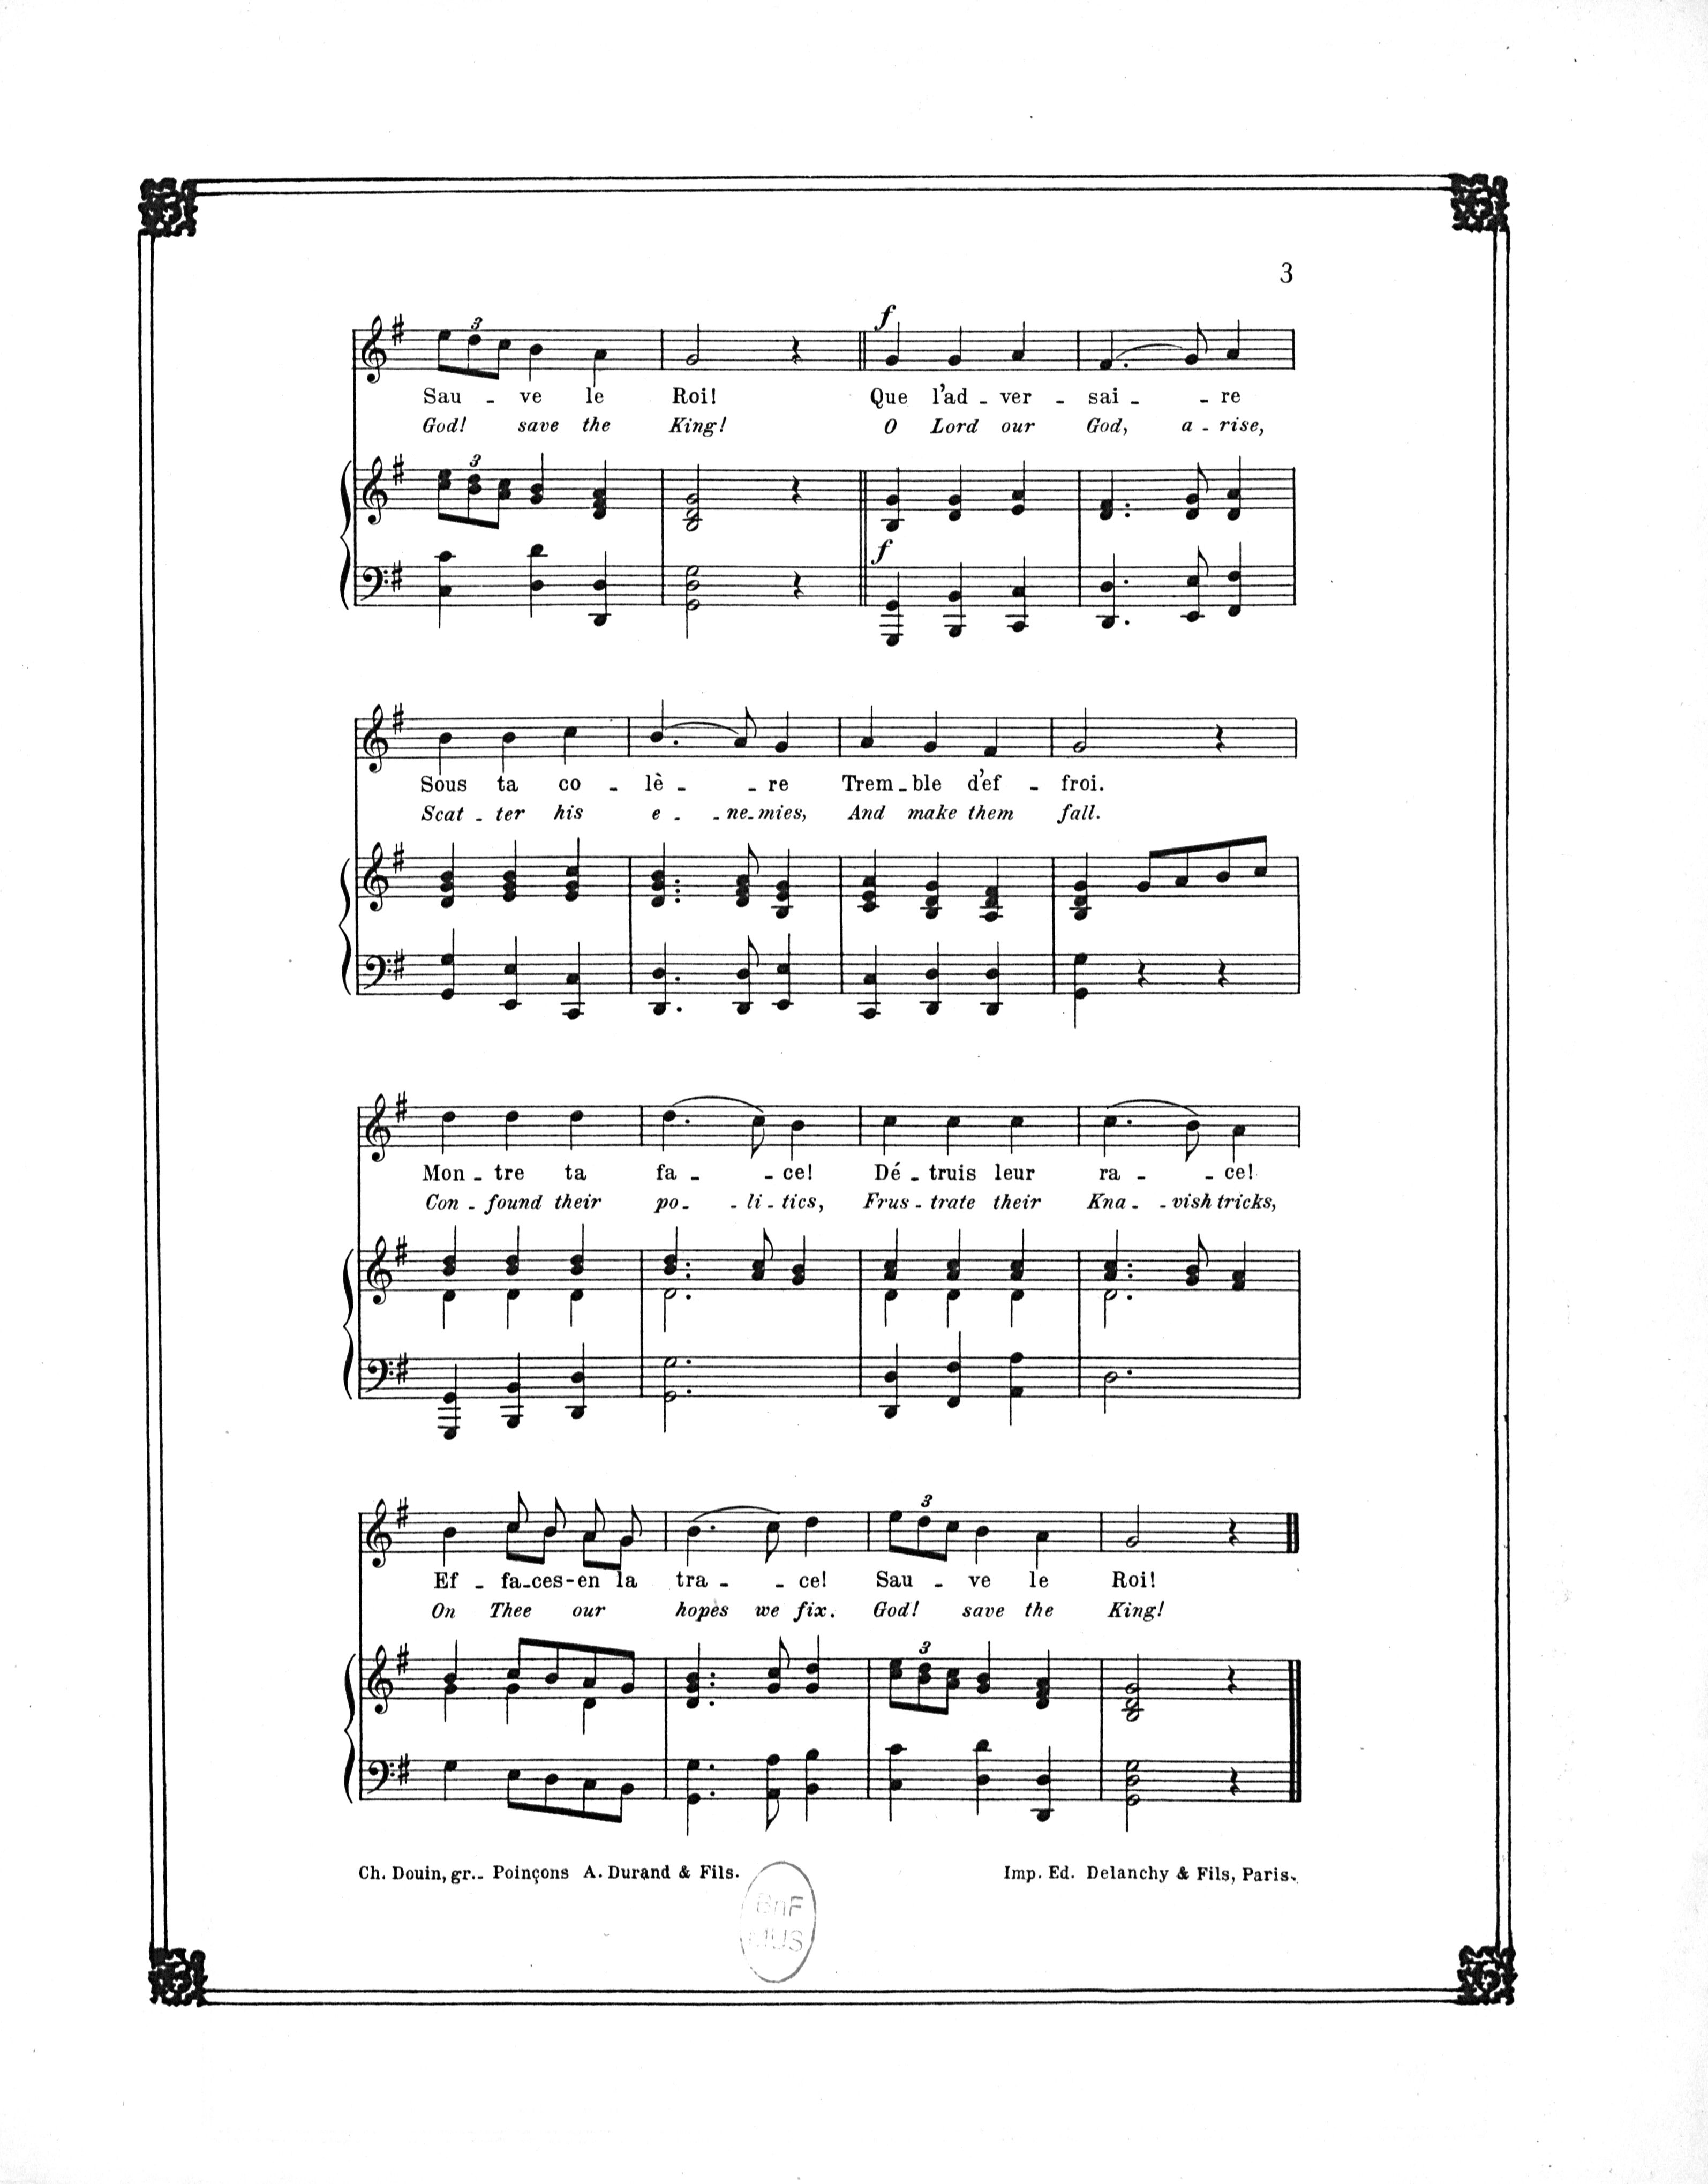 3
3
f
Sau - ve le Roi! Que l'ad - ver - sai - - re
God! save the King! O Lord our God, a - rise,
3
f
Sous ta co - lè - - re Trem - ble d'ef - froi.
Scat - ter his e - - ne - mies, And make them fall.
Mon - tre ta fa - - ce! Dé - truis leur ra - - ce!
Con - found their po - - li - tics, Frus - trate their Kna - - vish tricks,
3
Ef - fa - ces - en la tra - - ce! Sau - ve le Roi!
On Thee our hopes we fix. God! save the King!
3
Ch. Douin, gr.. Poinçons A. Durand & Fils. Imp. Ed. Delanchy & Fils, Paris.
BnF
MUS